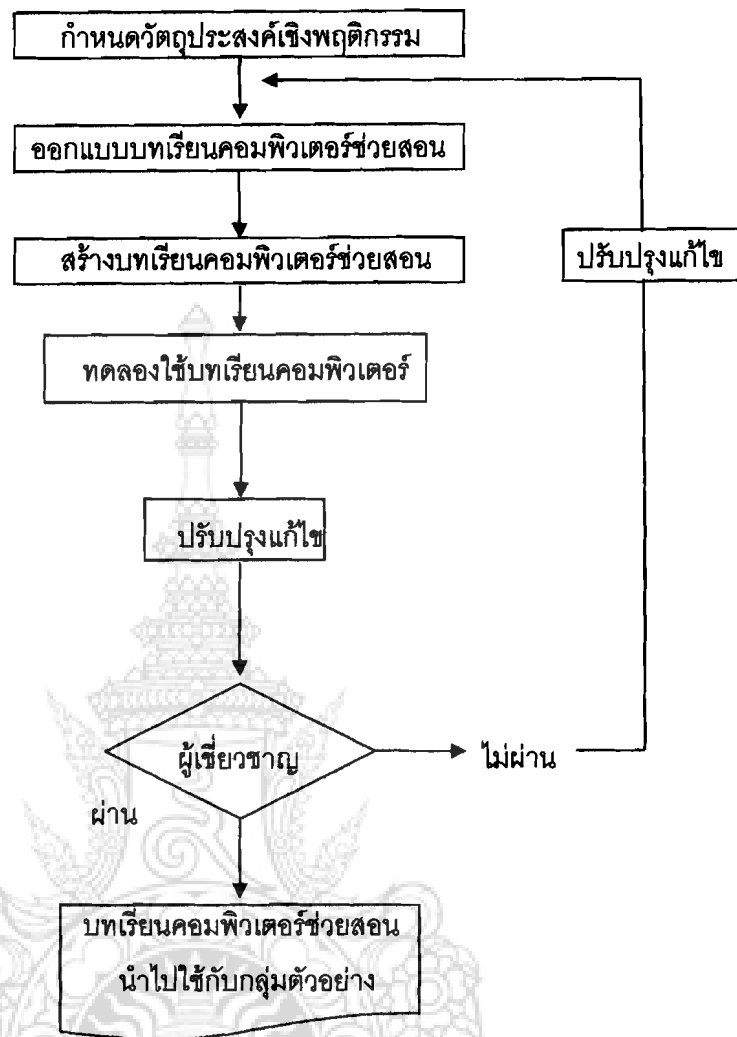 กำหนดวัตถุประสงค์เชิงพฤติกรรม
ออกแบบบทเรียนคอมพิวเตอร์ช่วยสอน
สร้างบทเรียนคอมพิวเตอร์ช่วยสอน
ปรับปรุงแก้ไข
ทดลองใช้บทเรียนคอมพิวเตอร์
ปรับปรุงแก้ไข
ผู้เชี่ยวชาญ
ไม่ผ่าน
ผ่าน
บทเรียนคอมพิวเตอร์ช่วยสอน
นำไปใช้กับกลุ่มตัวอย่าง